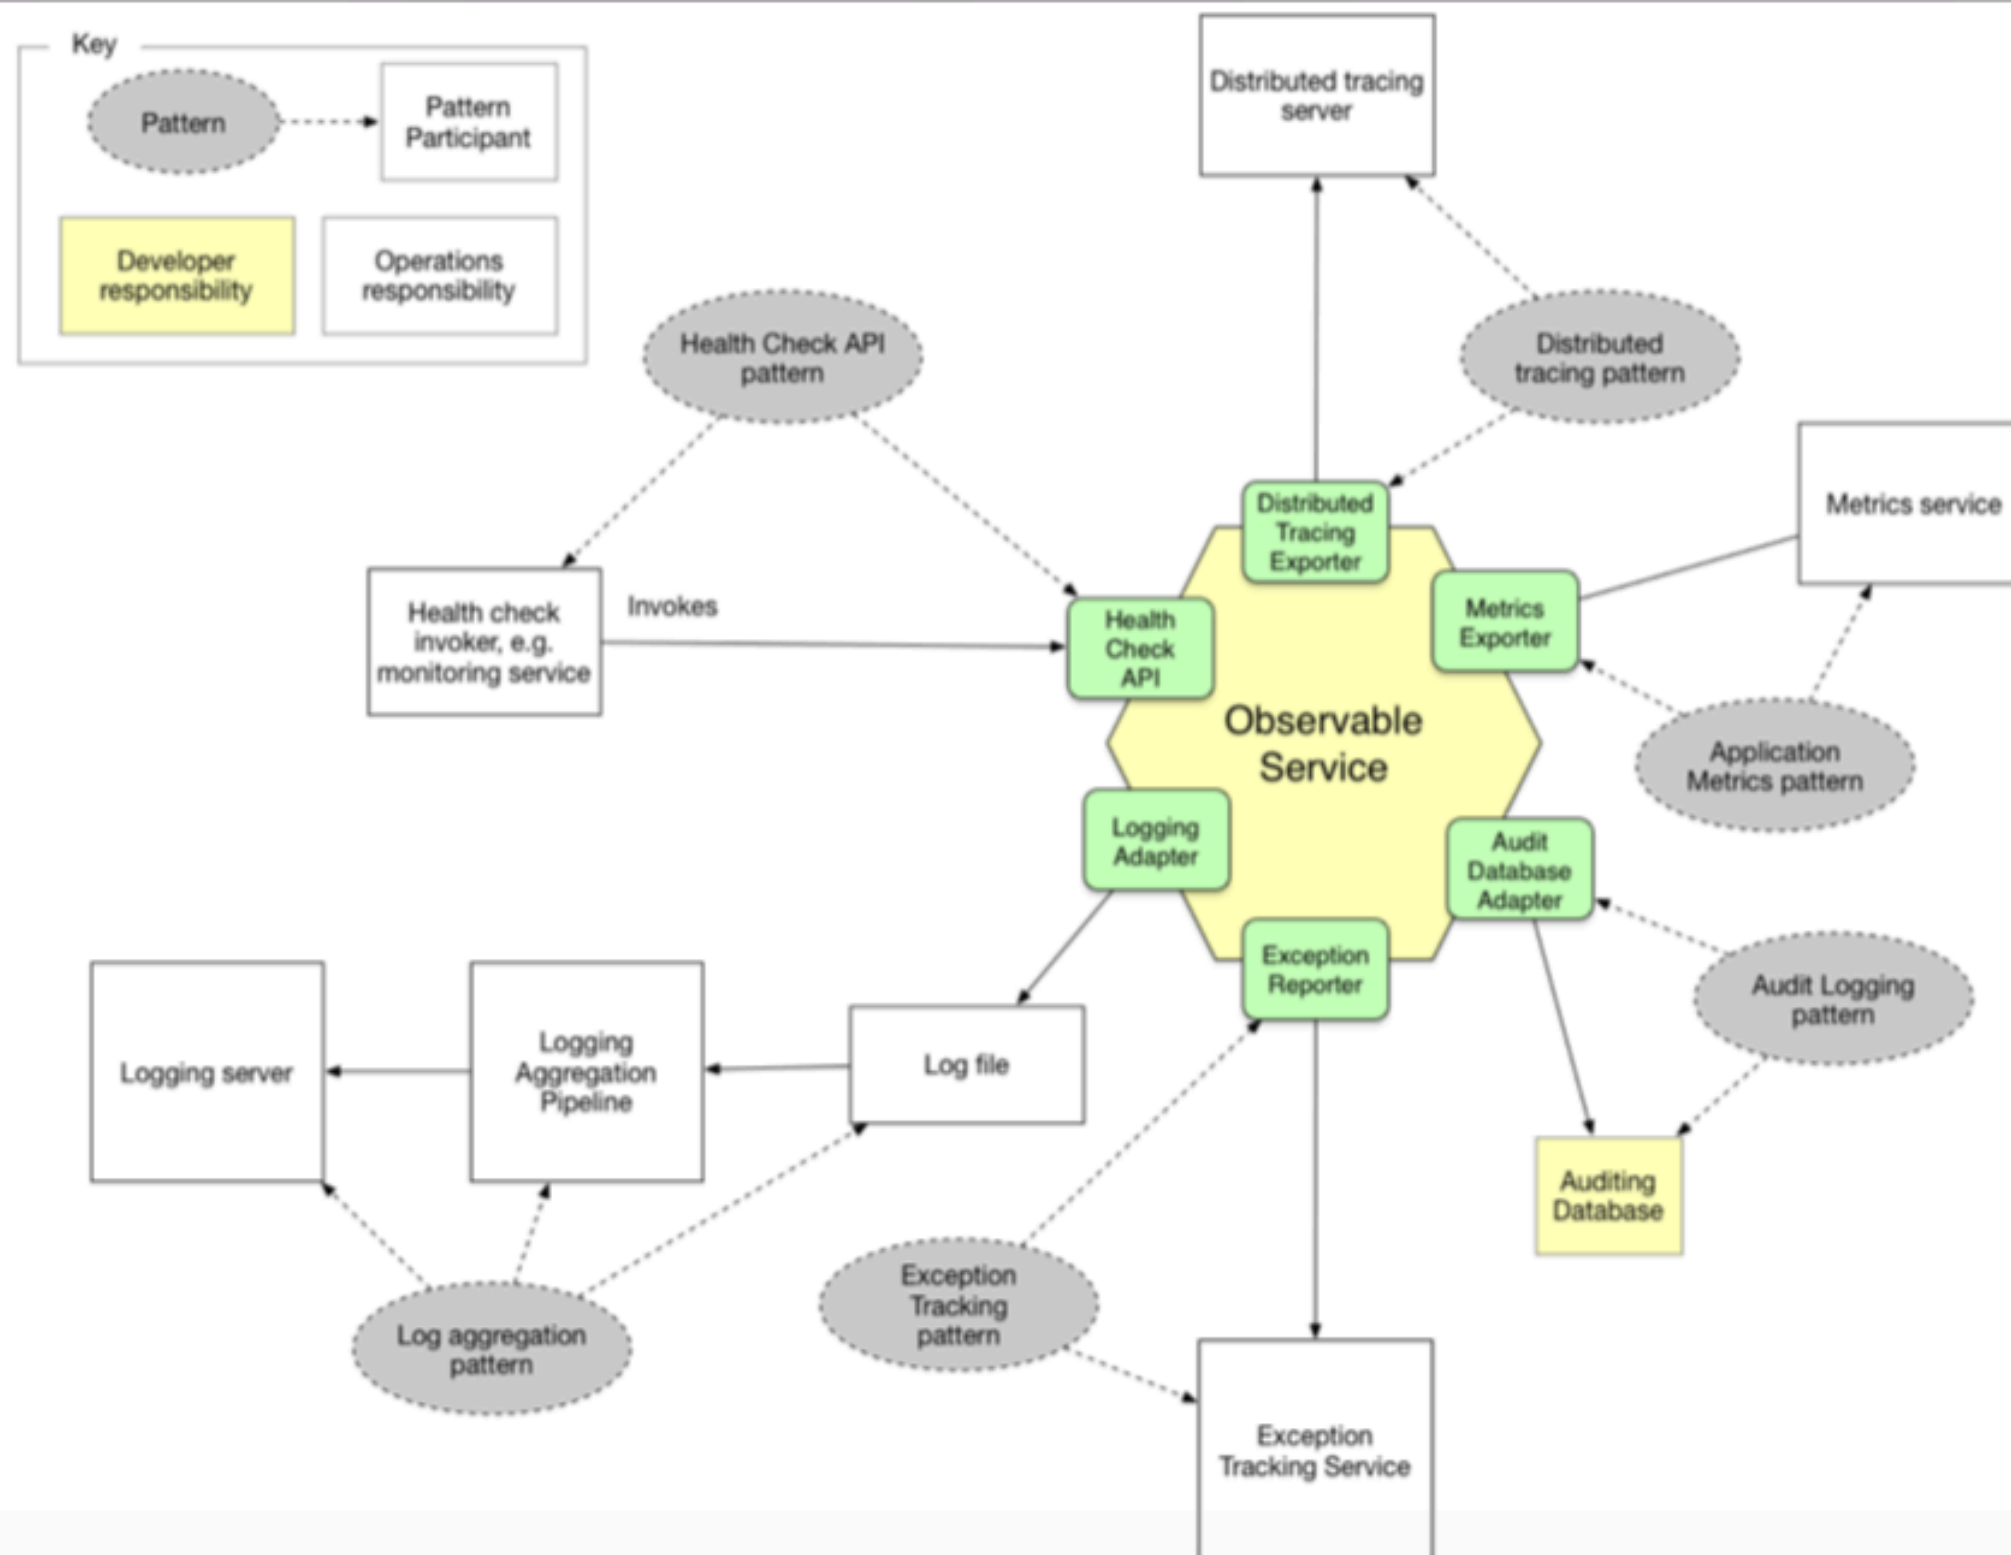 Key
Pattern
Pattern
Participant
Developer
responsibility
Operations
responsibility
Distributed tracing
server
Health Check API
pattern
Distributed
tracing pattern
Metrics service
Distributed
Tracing
Exporter
Metrics
Exporter
Health check
invoker, e.g.
monitoring service
Invokes
Health
Check
API
Observable
Service
Application
Metrics pattern
Logging
Adapter
Audit
Database
Adapter
Exception
Reporter
Audit Logging
pattern
Logging server
Logging
Aggregation
Pipeline
Log file
Auditing
Database
Log aggregation
pattern
Exception
Tracking
pattern
Exception
Tracking Service